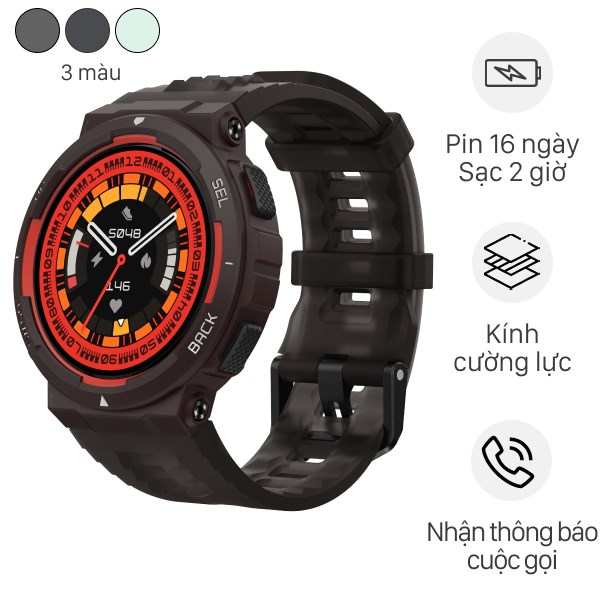 3 màu
Pin 16 ngày
Sạc 2 giờ
SEL
5048
146
BACK
Kính
cường lực
Nhận thông báo
cuộc gọi